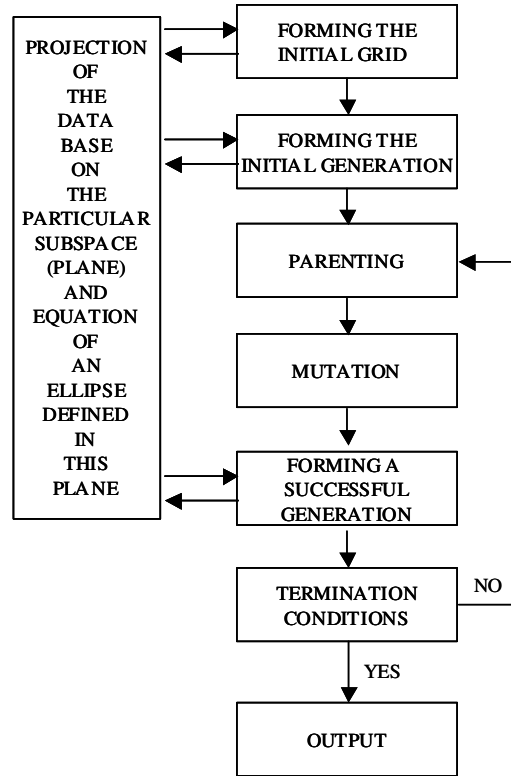 PROJECTION
OF
THE
DATA
BASE
ON
THE
PARTICULAR
SUBSPACE
(PLANE)
AND
EQUATION
OF
AN
ELLIPSE
DEFINED
IN
THIS
PLANE
FORMING THE
INITIAL GRID
FORMING THE
INITIAL GENERATION
PARENTING
MUTATION
FORMING A
SUCCESSFUL
GENERATION
TERMINATION
CONDITIONS
NO
YES
OUTPUT